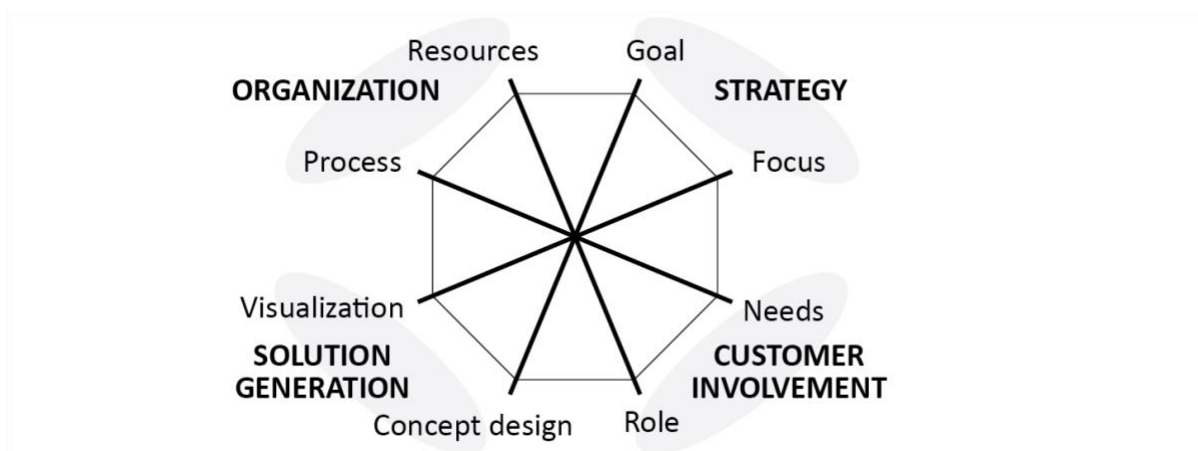 Resources
Goal
ORGANIZATION
STRATEGY
Process
Focus
Visualization
Needs
SOLUTION
GENERATION
CUSTOMER
INVOLVEMENT
Concept design
Role